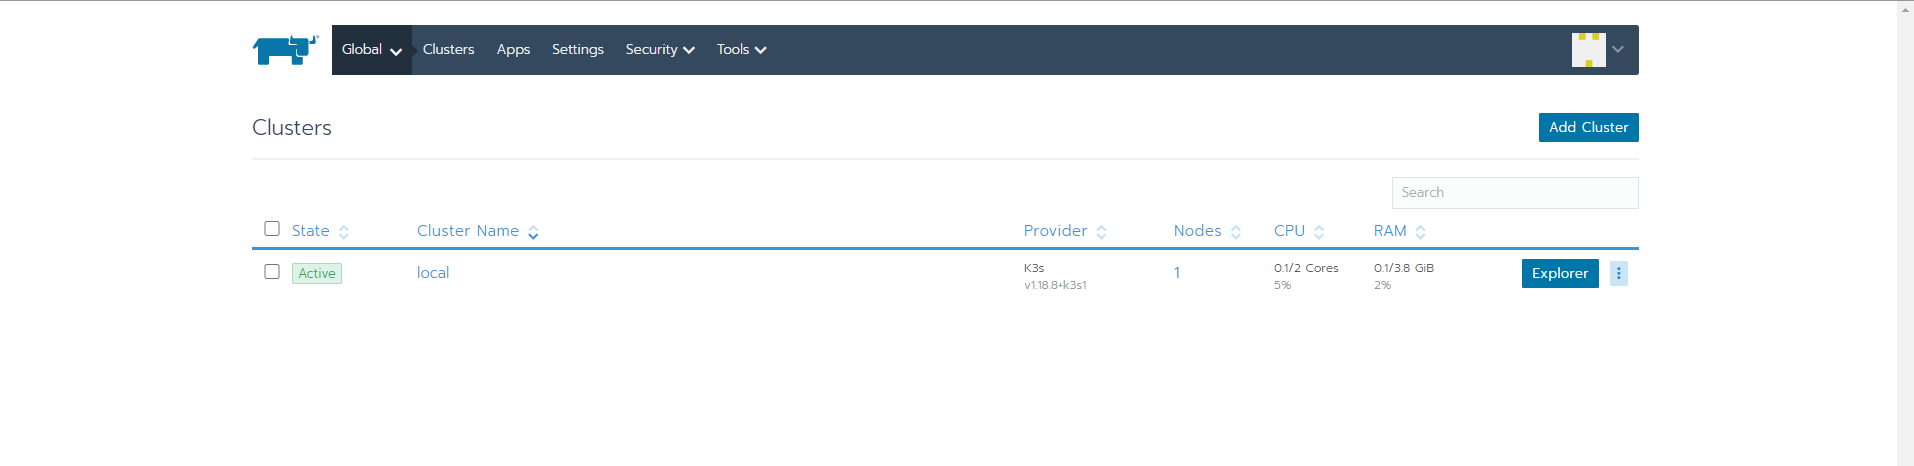 Global Clusters Apps Settings Security Tools
Clusters
Add Cluster
Search
State Cluster Name Provider Nodes CPU RAM
Active local K3s 1 0.1/2 Cores 0.1/3.8 GiB Explorer
v1.18.8+k3s1 5% 2%